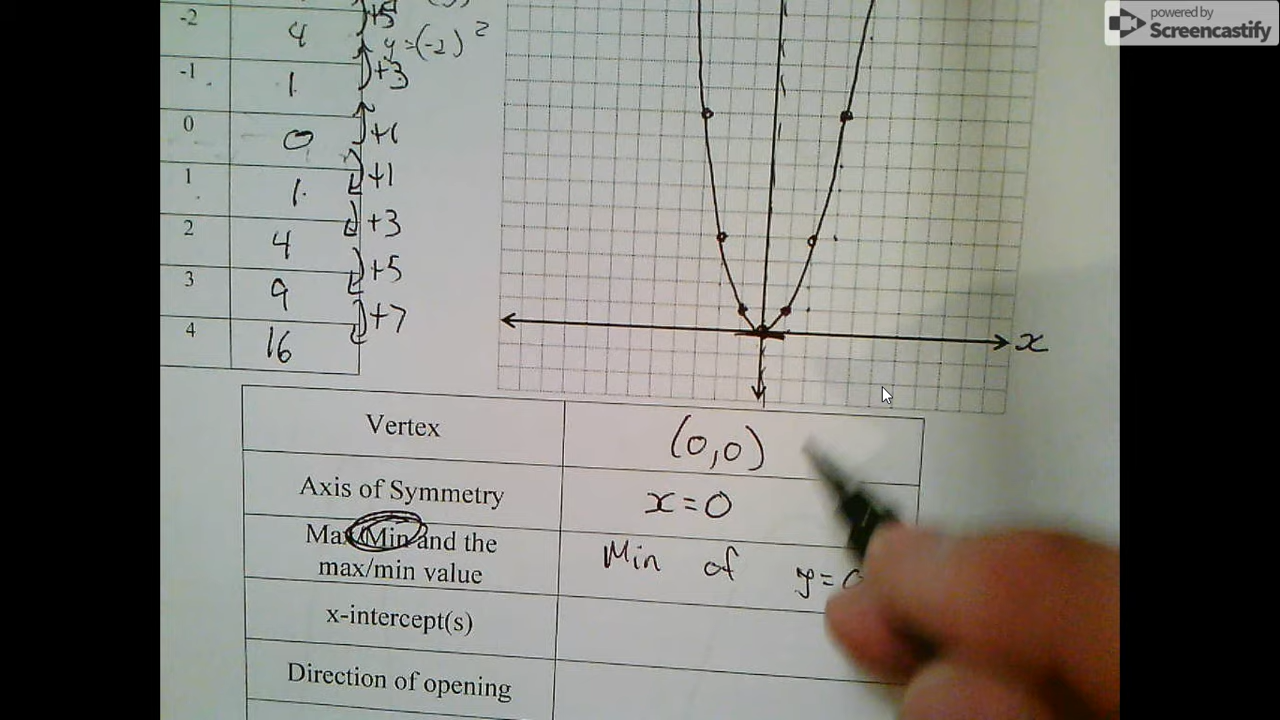 powered by
Screencastify
-2 4 +5
y=(-2)²
-1 1 +3
0 0 +1
1 1 +1
2 4 +3
3 9 +5
4 16 +7
x
Vertex (0,0)
Axis of Symmetry x=0
Max/Min and the
max/min value Min of y=0
x-intercept(s)
Direction of opening